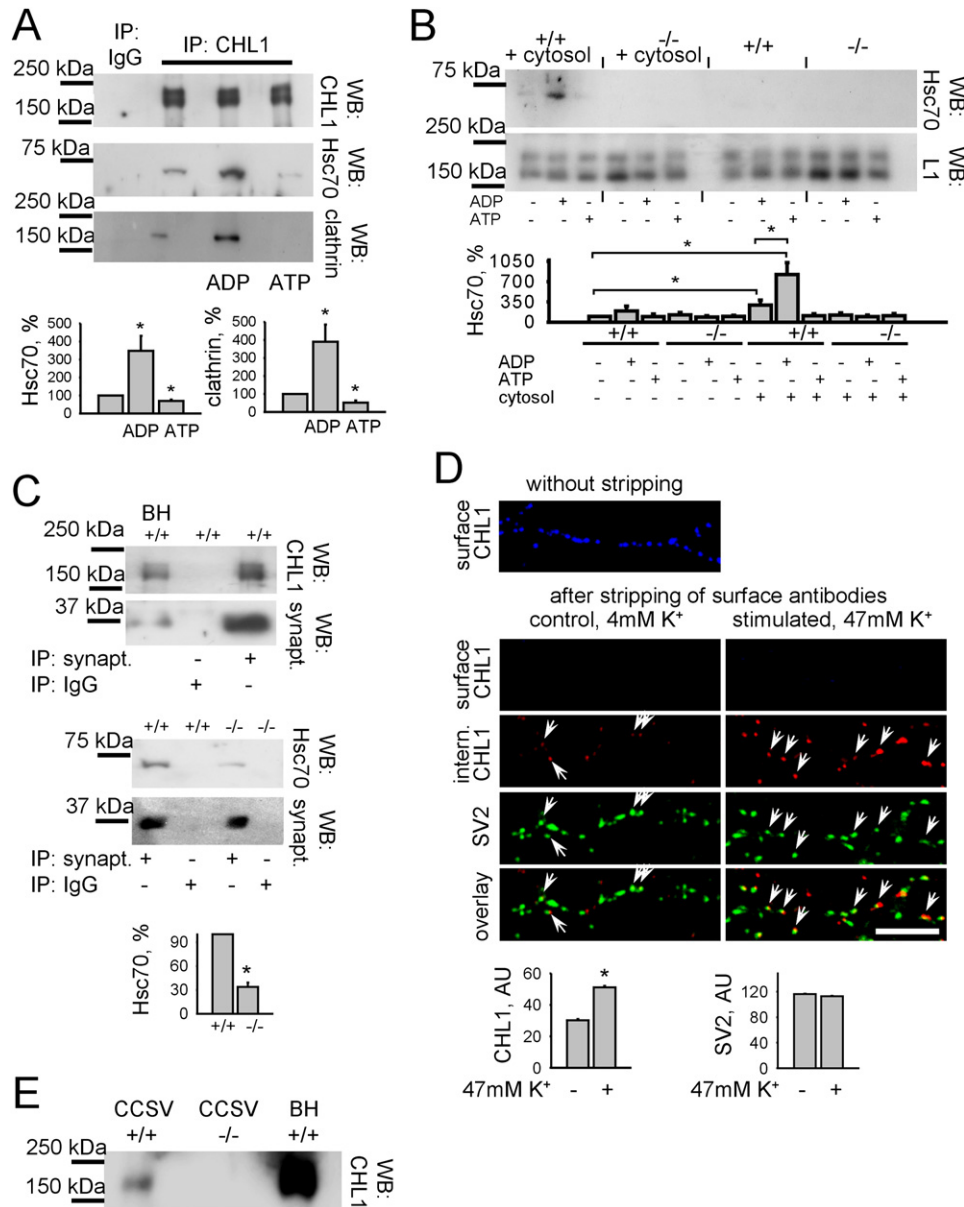 A
IP: IgG
IP: CHL1
250 kDa
150 kDa
WB: CHL1
75 kDa
WB: Hsc70
250 kDa
150 kDa
WB: clathrin
ADP ATP
Hsc70, %
500
400
300
200
100
0
ADP ATP
clathrin, %
500
400
300
200
100
0
ADP ATP
* * * *
B
+/+ + cytosol
-/- + cytosol
+/+
-/-
75 kDa
WB: Hsc70
250 kDa
150 kDa
WB: L1
ADP - + - - + - - + - - + -
ATP - - + - - + - - + - - +
* * *
Hsc70, %
1050
700
350
0
+/+ -/- +/+ -/-
ADP - + - - + - - + - - + -
ATP - - + - - + - - + - - +
cytosol - - - - - - + + + + + +
C
BH
+/+ +/+ +/+
250 kDa
150 kDa
WB: CHL1
37 kDa
WB: synapt.
IP: synapt. - +
IP: IgG + -
+/+ +/+ -/- -/-
75 kDa
WB: Hsc70
37 kDa
WB: synapt.
IP: synapt. + - + -
IP: IgG - + - +
Hsc70, %
90
60
30
0
*
+/+ -/-
D
without stripping
surface CHL1
after stripping of surface antibodies
control, 4mM K+
stimulated, 47mM K+
surface CHL1
intern. CHL1
SV2
overlay
CHL1, AU
60
40
20
0
*
47mM K+ - +
SV2, AU
120
80
40
0
47mM K+ - +
E
CCSV +/+
CCSV -/-
BH +/+
250 kDa
150 kDa
WB: CHL1